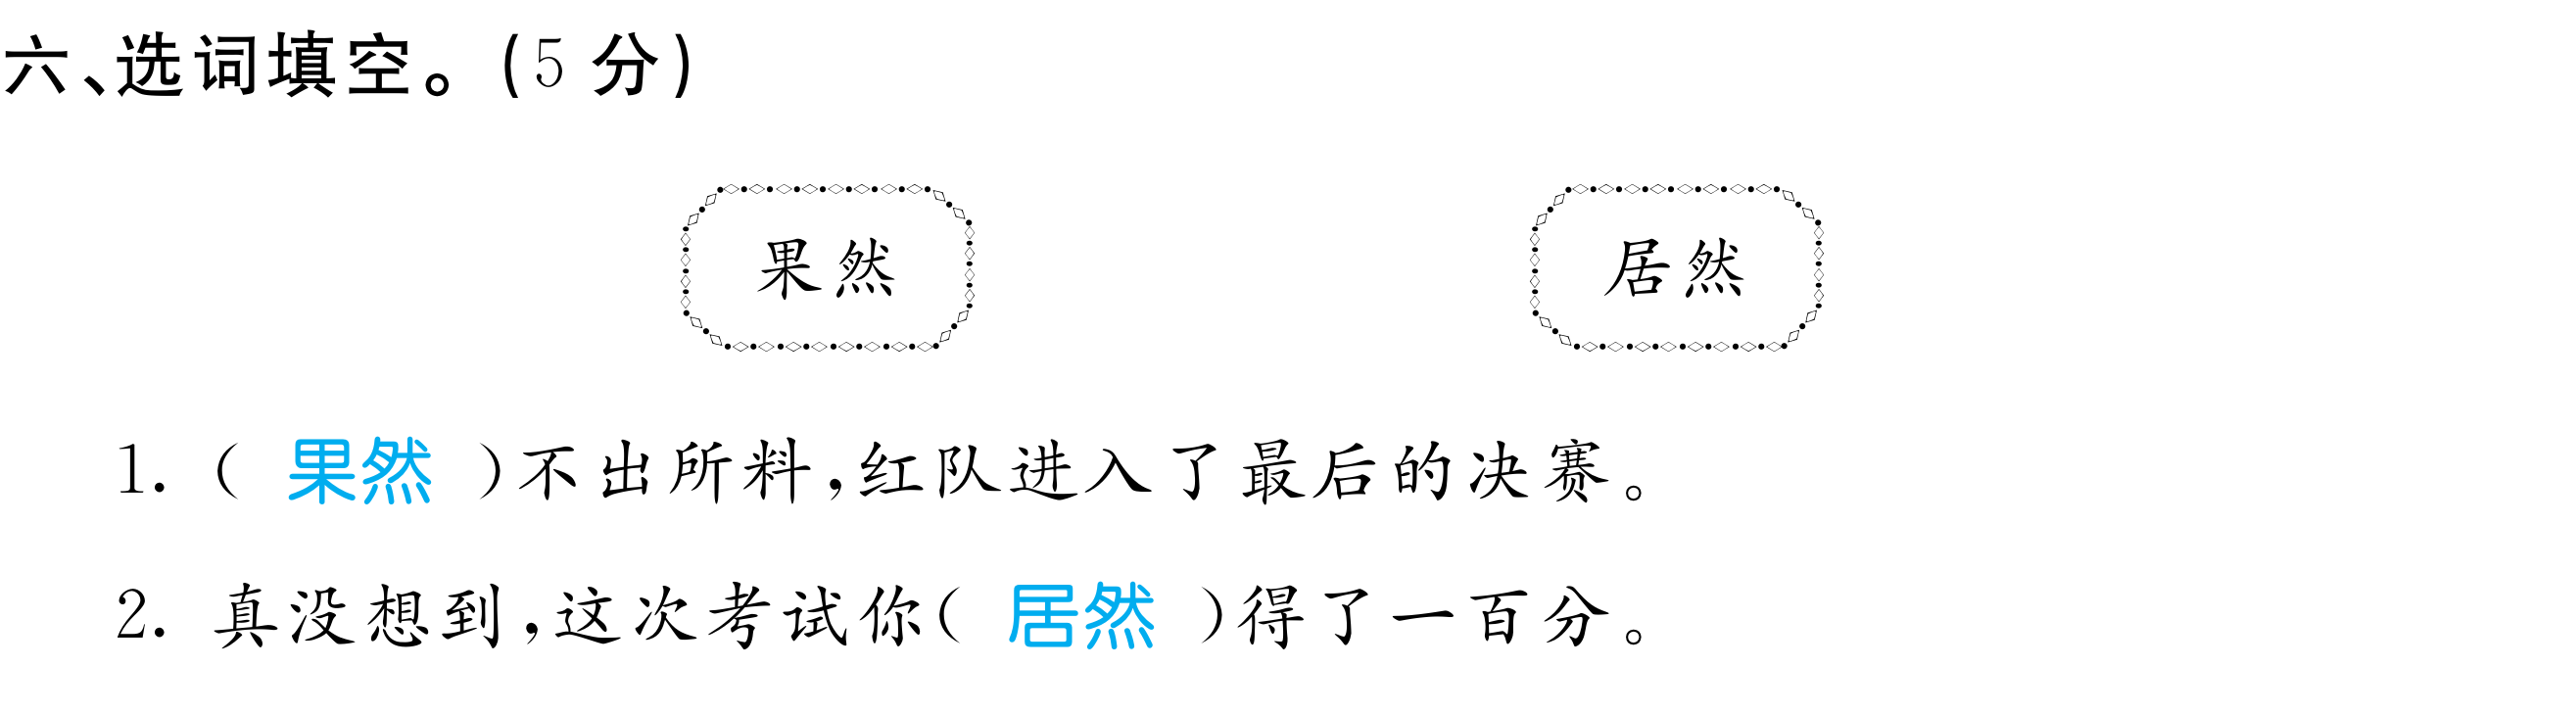 六、选词填空。(5 分)
果然 居然
1. ( 果然 )不出所料,红队进入了最后的决赛。
2. 真没想到,这次考试你( 居然 )得了一百分。